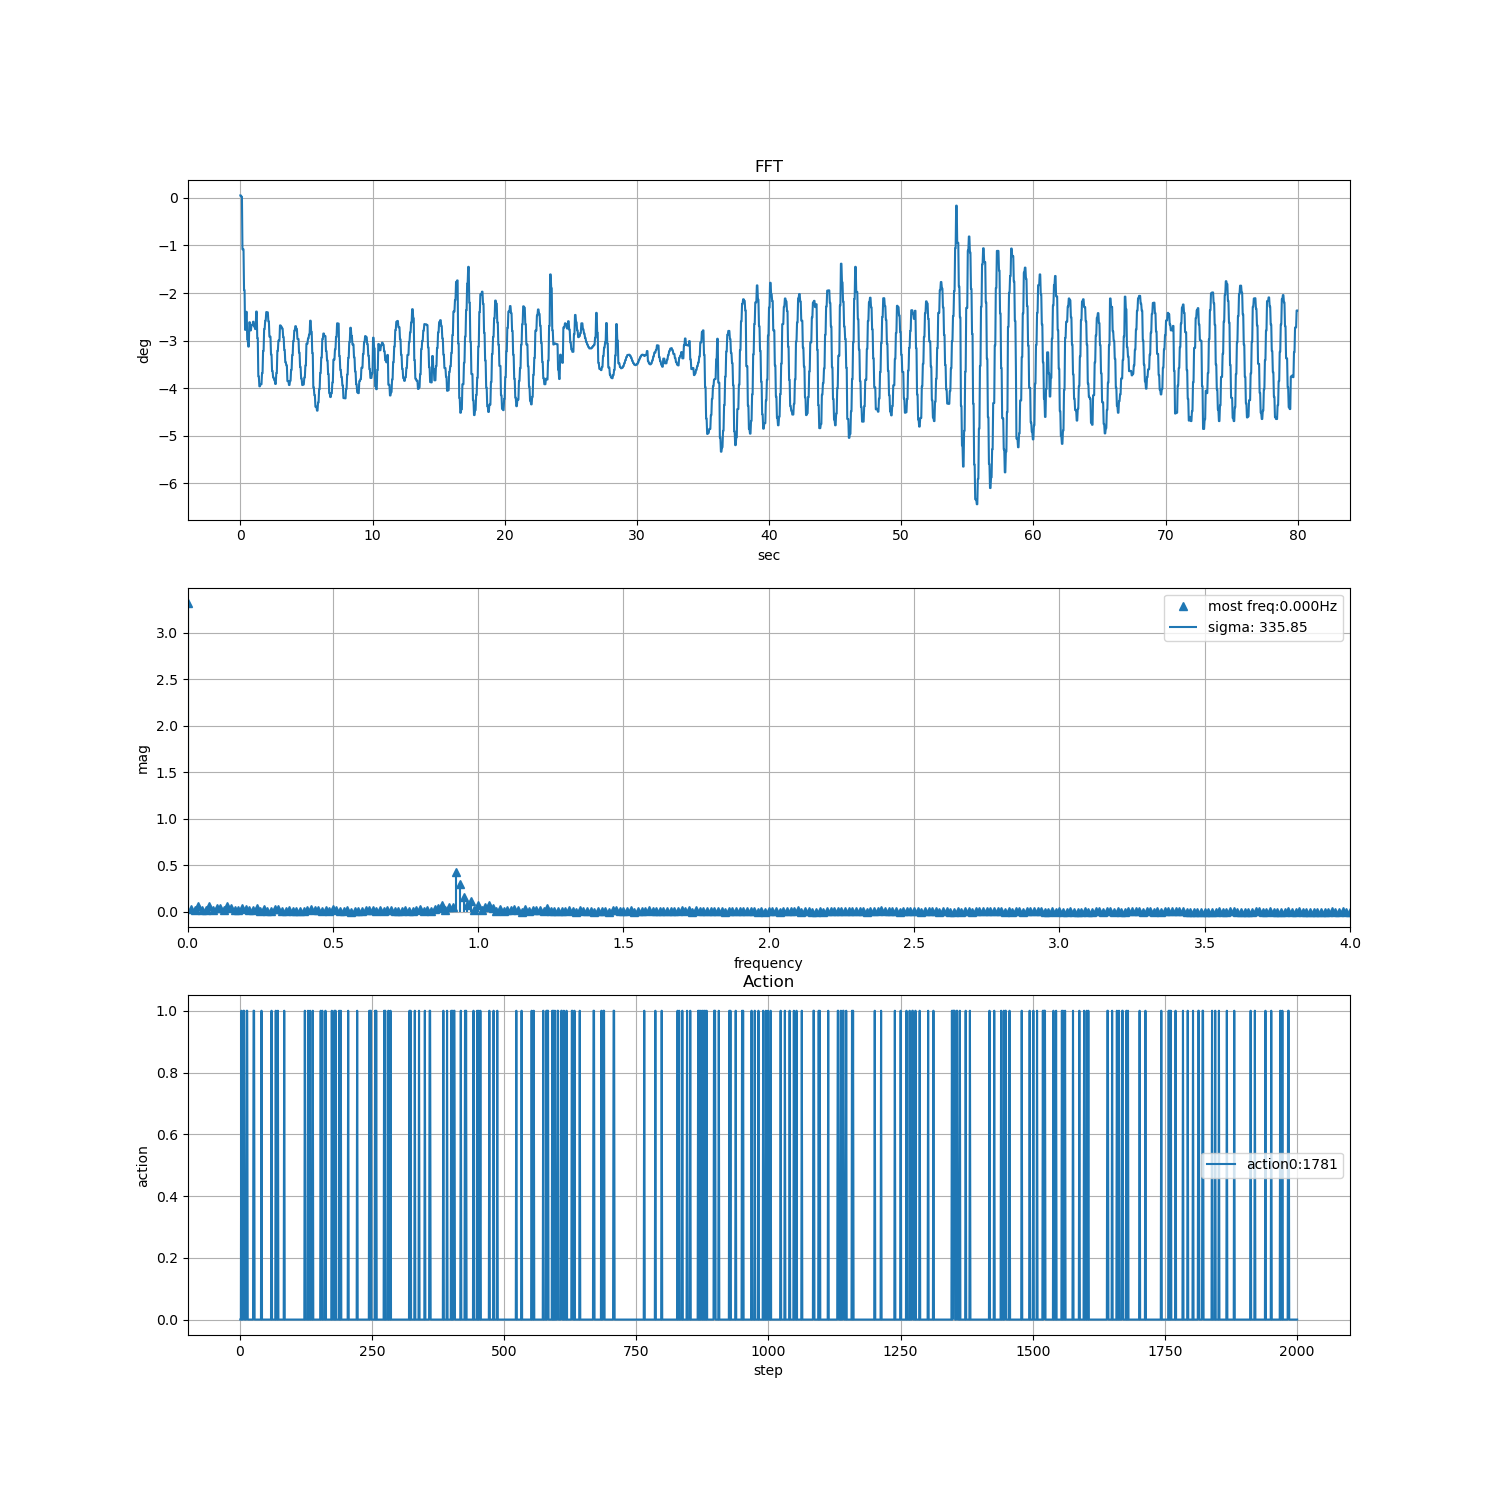 FFT
0
−1
−2
−3
−4
−5
−6
deg
0 10 20 30 40 50 60 70 80
sec
most freq:0.000Hz
sigma: 335.85
3.0
2.5
2.0
1.5
1.0
0.5
0.0
mag
0.0 0.5 1.0 1.5 2.0 2.5 3.0 3.5 4.0
frequency
Action
1.0
0.8
0.6
0.4
0.2
0.0
action
action0:1781
0 250 500 750 1000 1250 1500 1750 2000
step